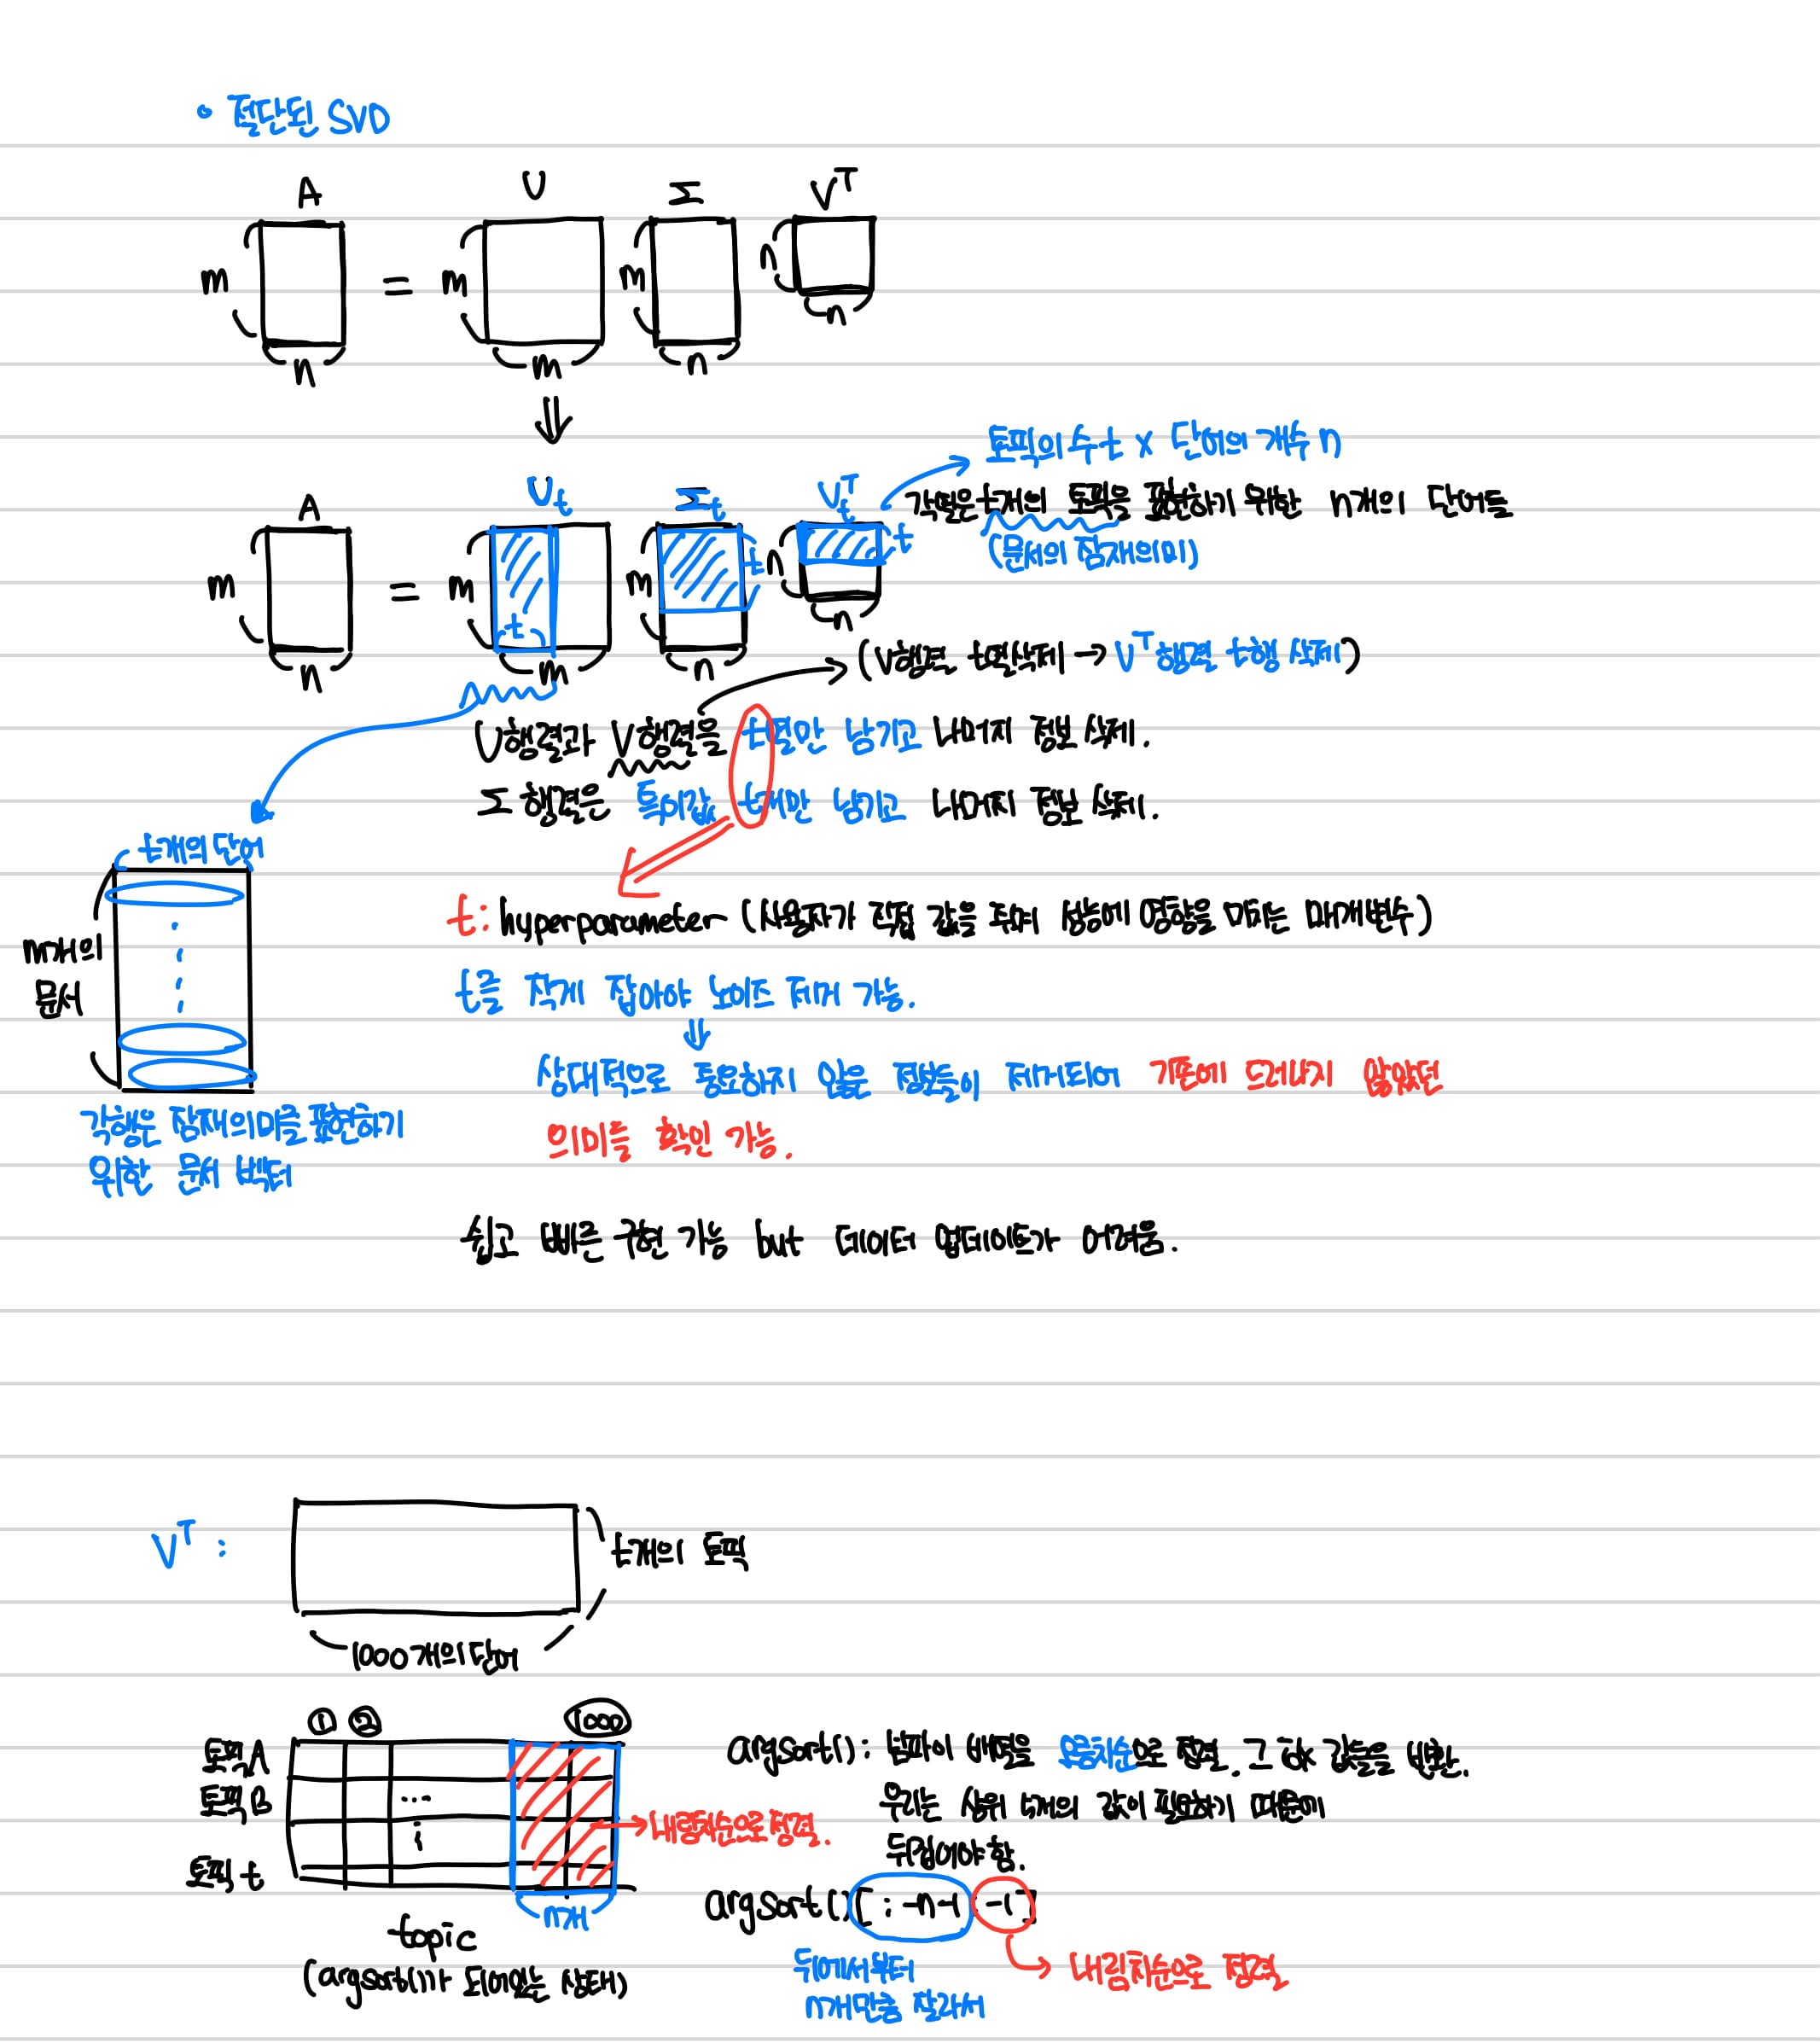 • 절단된 SVD
A U Σ V^T
m = m m n
n m n n
⇓
토픽의 수 t x 단어의 개수 n
A U_t Σ_t V_t^T
각 행은 t개의 토픽을 표현하기 위한 n개의 단어들
(문서의 잠재의미)
m = m m t n t
t
n m n n
(V행렬 t열 삭제 → V^T행렬 t행 삭제)
U행렬과 V행렬을 t열만 남기고 나머지 정보 삭제.
Σ 행렬은 특이값 t개만 남기고 나머지 정보 삭제.
t개의 단어
m개의
문서
각 행은 잠재의미를 표현하기
위한 문서 벡터
t: hyperparameter (사용자가 직접 값을 주며 성능에 영향을 미치는 매개변수)
t를 작게 잡아야 노이즈 제거 가능.
⇓
상대적으로 중요하지 않은 정보들이 제거되어 기존에 드러나지 않았던
의미를 확인 가능.
쉽고 빠른 구현 가능 but 데이터 업데이트가 어려움.
V^T :
t개의 토픽
1000개의 단어
① ② 1000
토픽 A
토픽 B
...
토픽 t
n개
→내림차순으로 정렬.
topic
(argsort()가 되어있는 상태)
argsort(): 넘파이 배열을 오름차순으로 정렬. 그 idx 값들을 반환.
우리는 상위 n개의 값이 필요하기 때문에
뒤집어야 함.
argsort()[:-n-1:-1]
뒤에서부터
n개만큼 잘라서
→ 내림차순으로 정렬